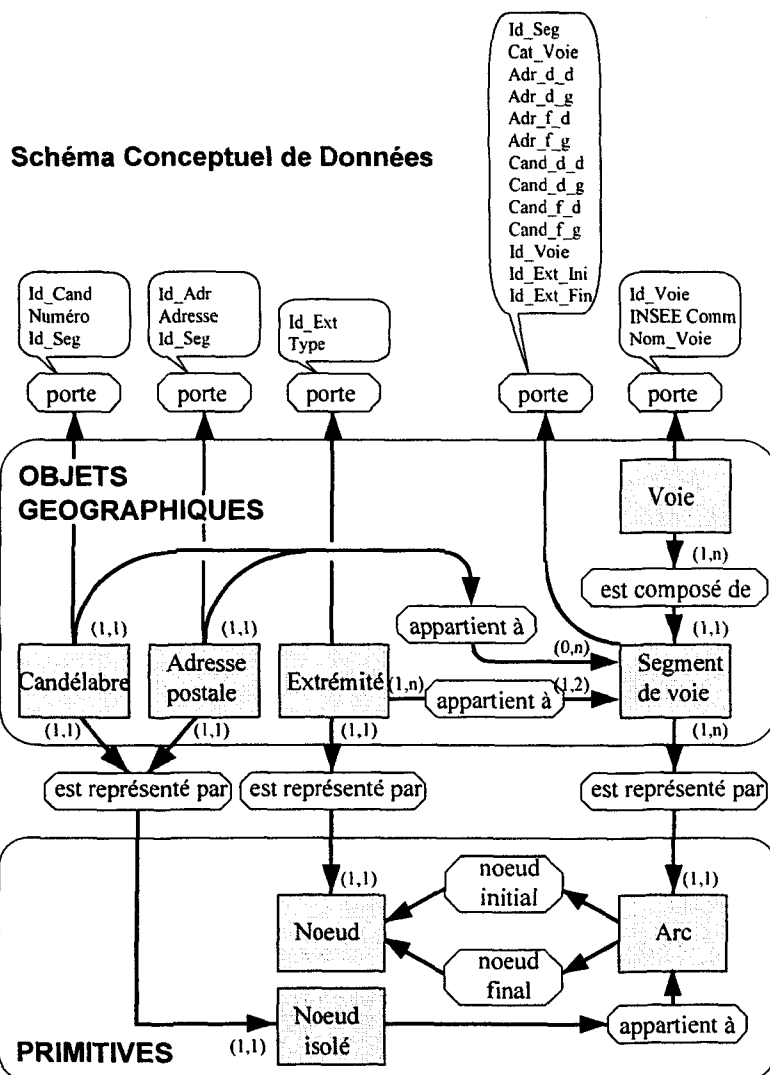 Id_Seg
Cat_Voie
Adr_d_d
Adr_d_g
Adr_f_d
Adr_f_g
Cand_d_d
Cand_d_g
Cand_f_d
Cand_f_g
Id_Voie
Id_Ext_Ini
Id_Ext_Fin
Schéma Conceptuel de Données
Id_Cand
Numéro
Id_Seg
Id_Adr
Adresse
Id_Seg
Id_Ext
Type
Id_Voie
INSEE Comm
Nom_Voie
porte
porte
porte
porte
porte
OBJETS
GEOGRAPHIQUES
Voie
(1,n)
est composé de
appartient à
(1,1)
(1,1)
(0,n)
(1,1)
Candélabre
Adresse
postale
Extrémité
(1,n)
appartient à
(1,2)
Segment
de voie
(1,1)
(1,1)
(1,1)
(1,n)
est représenté par
est représenté par
est représenté par
(1,1)
(1,1)
noeud
initial
Noeud
Arc
noeud
final
Noeud
isolé
appartient à
(1,1)
PRIMITIVES